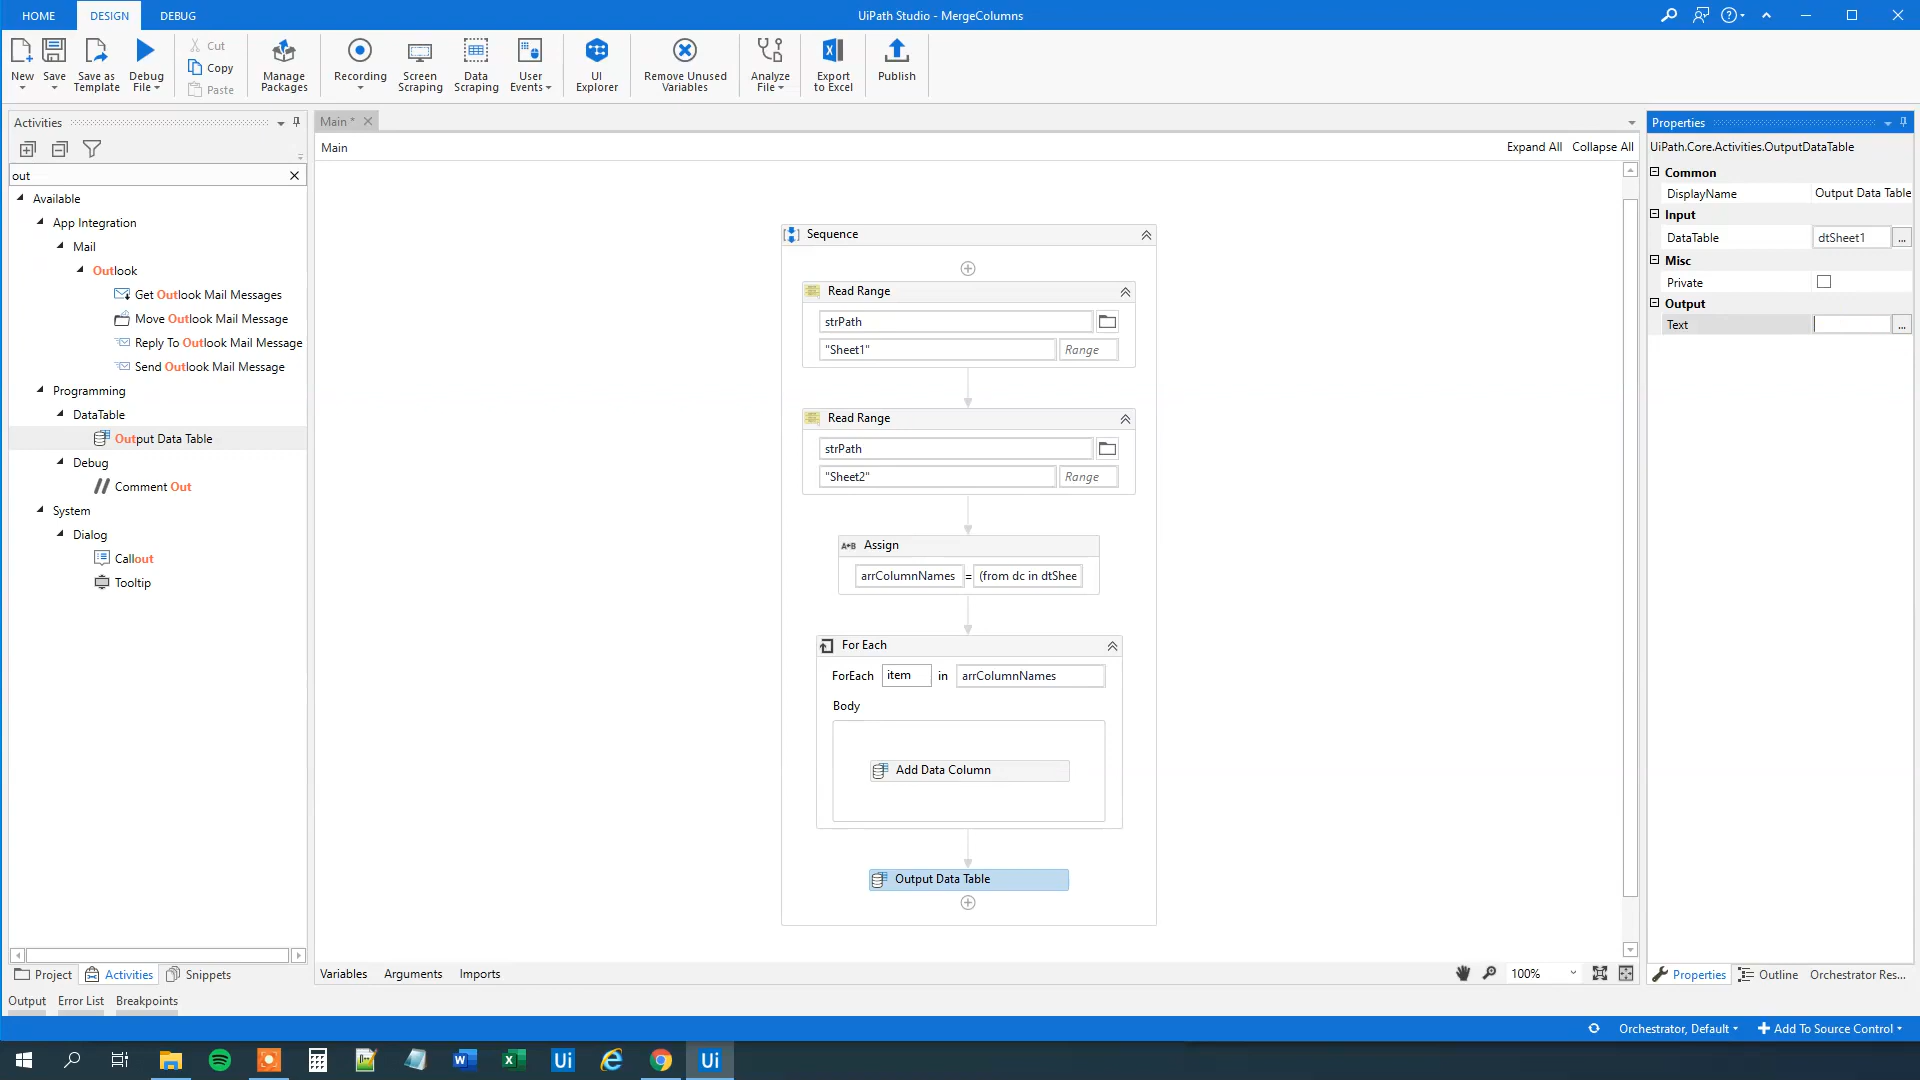 HOME DESIGN DEBUG UiPath Studio - MergeColumns
New Save Save as Template Debug File Cut Copy Paste Manage Packages Recording Screen Scraping Data Scraping User Events UI Explorer Remove Unused Variables Analyze File Export to Excel Publish
Activities
out
Available
App Integration
Mail
Outlook
Get Outlook Mail Messages
Move Outlook Mail Message
Reply To Outlook Mail Message
Send Outlook Mail Message
Programming
DataTable
Output Data Table
Debug
Comment Out
System
Dialog
Callout
Tooltip
Project Activities Snippets
Main *
Main Expand All Collapse All
Sequence
Read Range
strPath
"Sheet1" Range
Read Range
strPath
"Sheet2" Range
A+B Assign
arrColumnNames = (from dc in dtShee
For Each
ForEach item in arrColumnNames
Body
Add Data Column
Output Data Table
Variables Arguments Imports 100%
Properties
UiPath.Core.Activities.OutputDataTable
Common
DisplayName Output Data Table
Input
DataTable dtSheet1 ...
Misc
Private
Output
Text ...
Properties Outline Orchestrator Res...
Output Error List Breakpoints
Orchestrator, Default Add To Source Control
Ui Ui